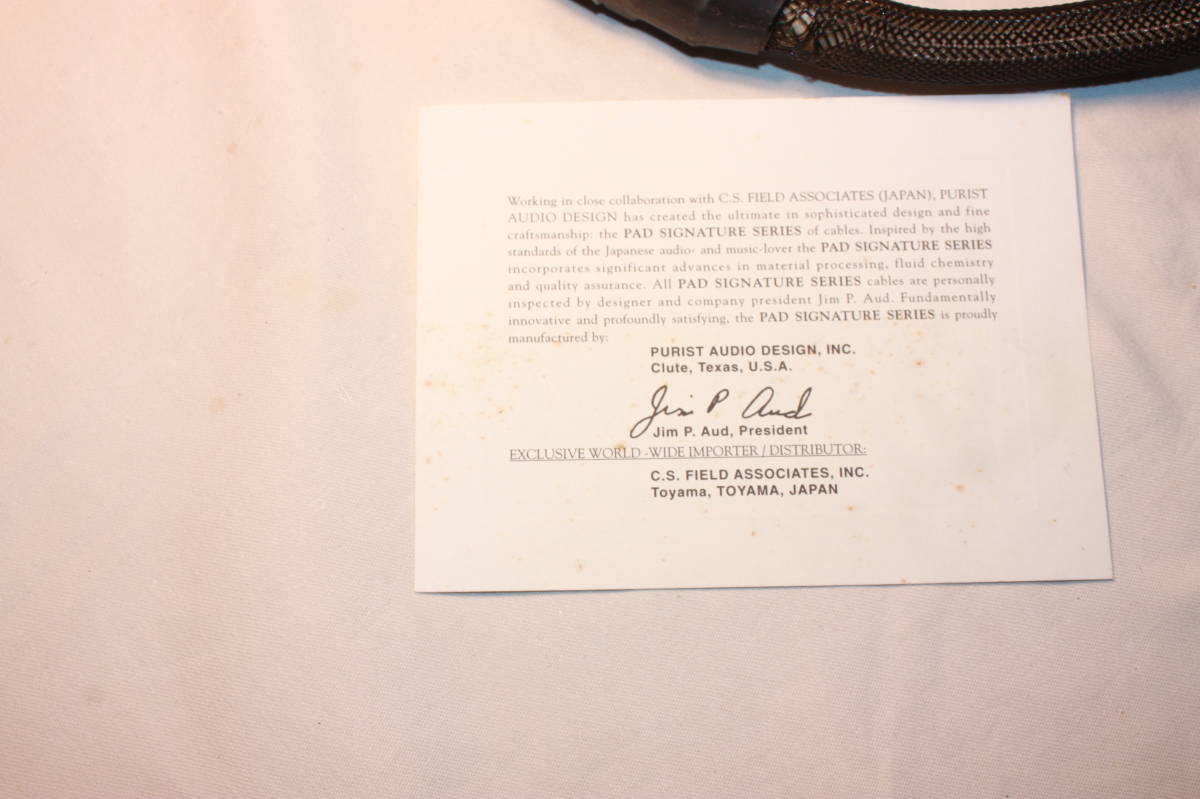 Working in close collaboration with C.S. FIELD ASSOCIATES (JAPAN), PURIST
AUDIO DESIGN has created the ultimate in sophisticated design and fine
craftsmanship: the PAD SIGNATURE SERIES of cables. Inspired by the high
standards of the Japanese audio- and music-lover the PAD SIGNATURE SERIES
incorporates significant advances in material processing, fluid chemistry
and quality assurance. All PAD SIGNATURE SERIES cables are personally
inspected by designer and company president Jim P. Aud. Fundamentally
innovative and profoundly satisfying, the PAD SIGNATURE SERIES is proudly
manufactured by:
PURIST AUDIO DESIGN, INC.
Clute, Texas, U.S.A.
Jim P Aud
Jim P. Aud, President
EXCLUSIVE WORLD -WIDE IMPORTER / DISTRIBUTOR:
C.S. FIELD ASSOCIATES, INC.
Toyama, TOYAMA, JAPAN